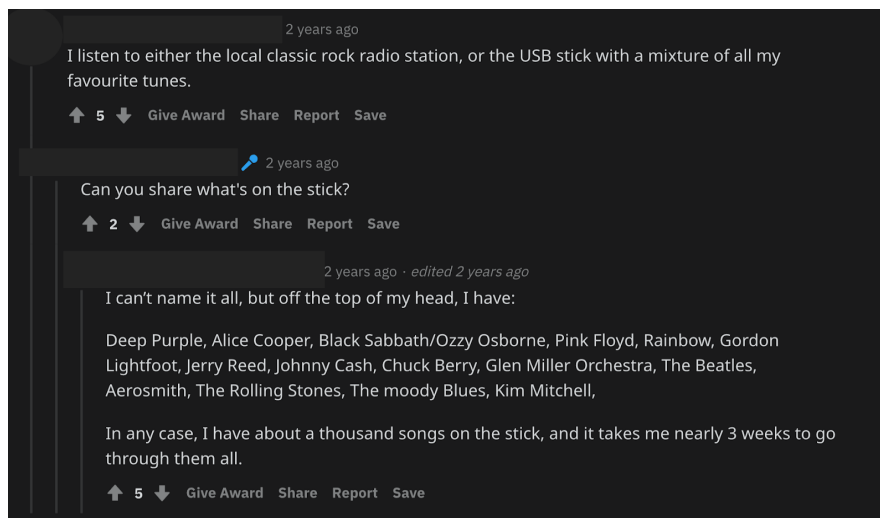 2 years ago
I listen to either the local classic rock radio station, or the USB stick with a mixture of all my
favourite tunes.
5 Give Award Share Report Save
2 years ago
Can you share what's on the stick?
2 Give Award Share Report Save
2 years ago · edited 2 years ago
I can’t name it all, but off the top of my head, I have:
Deep Purple, Alice Cooper, Black Sabbath/Ozzy Osborne, Pink Floyd, Rainbow, Gordon
Lightfoot, Jerry Reed, Johnny Cash, Chuck Berry, Glen Miller Orchestra, The Beatles,
Aerosmith, The Rolling Stones, The moody Blues, Kim Mitchell,
In any case, I have about a thousand songs on the stick, and it takes me nearly 3 weeks to go
through them all.
5 Give Award Share Report Save